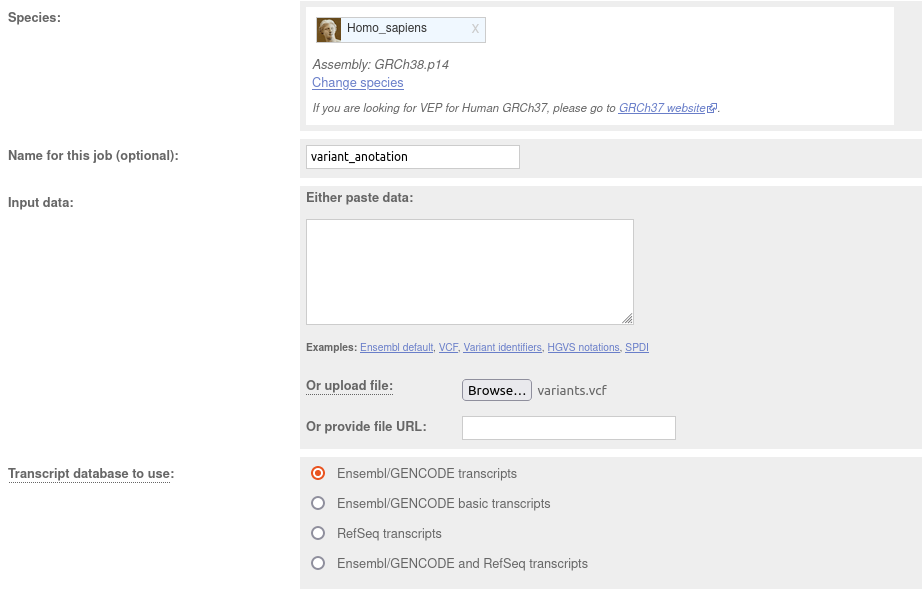 Species:
Homo_sapiens X
Assembly: GRCh38.p14
Change species
If you are looking for VEP for Human GRCh37, please go to GRCh37 website.
Name for this job (optional):
variant_anotation
Input data:
Either paste data:
Examples: Ensembl default, VCF, Variant identifiers, HGVS notations, SPDI
Or upload file:
Browse... variants.vcf
Or provide file URL:
Transcript database to use:
Ensembl/GENCODE transcripts
Ensembl/GENCODE basic transcripts
RefSeq transcripts
Ensembl/GENCODE and RefSeq transcripts